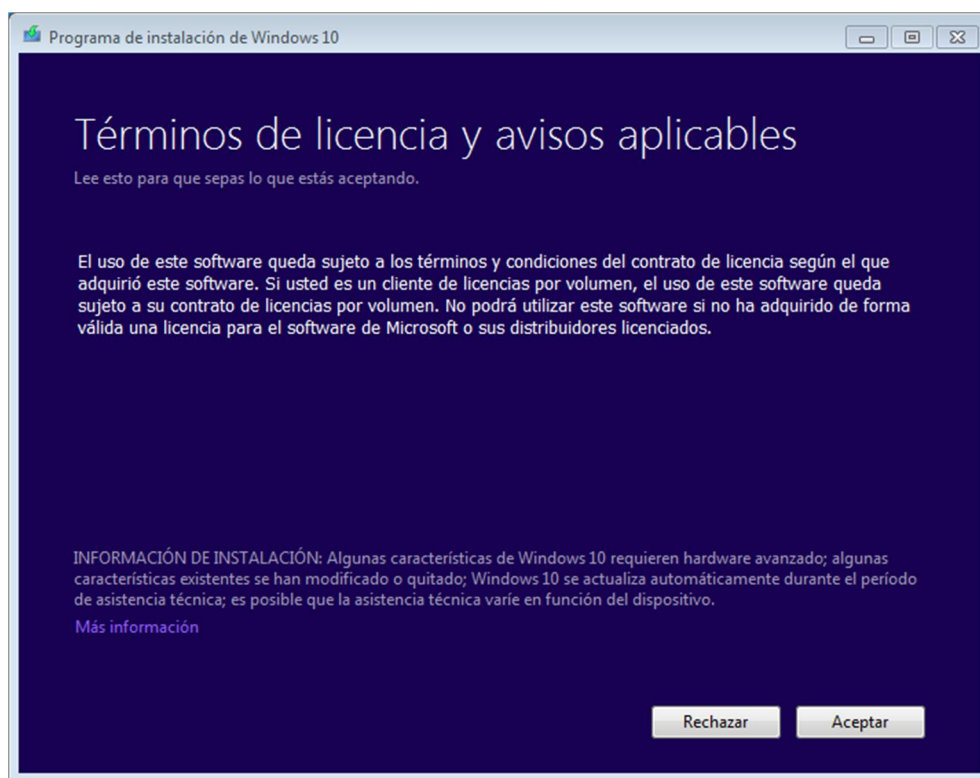 Programa de instalación de Windows 10
Términos de licencia y avisos aplicables
Lee esto para que sepas lo que estás aceptando.
El uso de este software queda sujeto a los términos y condiciones del contrato de licencia según el que
adquirió este software. Si usted es un cliente de licencias por volumen, el uso de este software queda
sujeto a su contrato de licencias por volumen. No podrá utilizar este software si no ha adquirido de forma
válida una licencia para el software de Microsoft o sus distribuidores licenciados.
INFORMACIÓN DE INSTALACIÓN: Algunas características de Windows 10 requieren hardware avanzado; algunas
características existentes se han modificado o quitado; Windows 10 se actualiza automáticamente durante el período
de asistencia técnica; es posible que la asistencia técnica varíe en función del dispositivo.
Más información
Rechazar
Aceptar